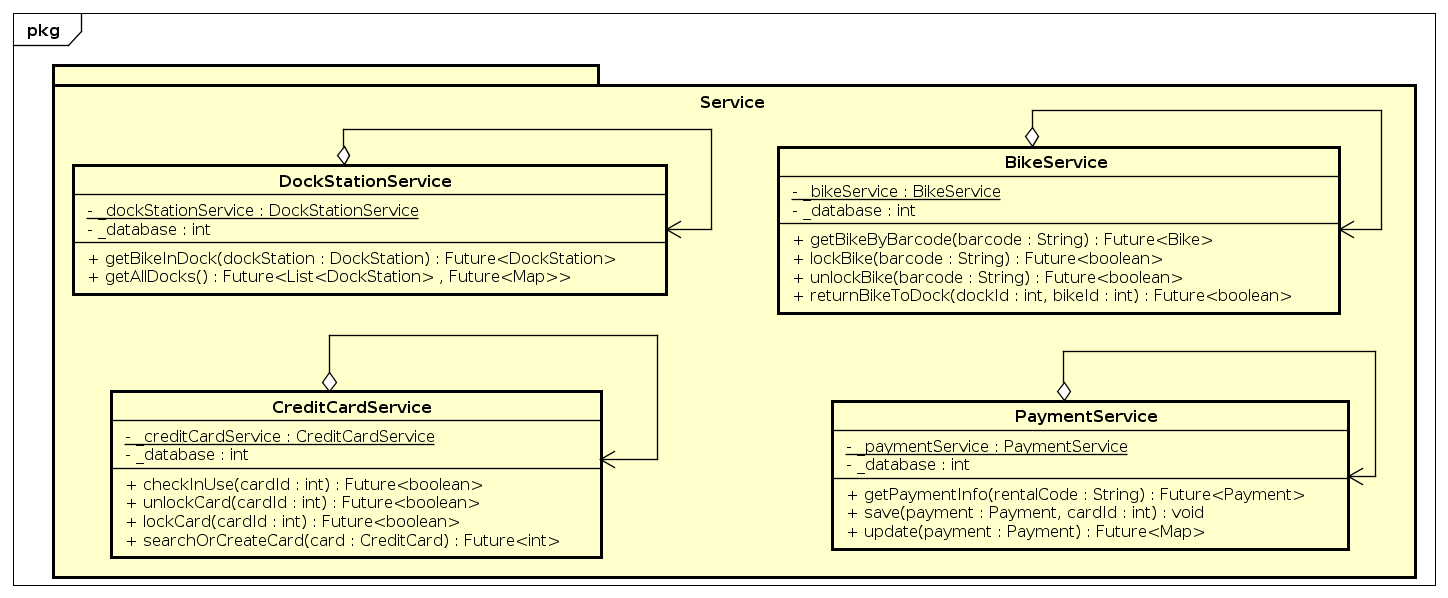 pkg
Service
DockStationService
- _dockStationService : DockStationService
- _database : int
+ getBikeInDock(dockStation : DockStation) : Future<DockStation>
+ getAllDocks() : Future<List<DockStation> , Future<Map>>
BikeService
- _bikeService : BikeService
- _database : int
+ getBikeByBarcode(barcode : String) : Future<Bike>
+ lockBike(barcode : String) : Future<boolean>
+ unlockBike(barcode : String) : Future<boolean>
+ returnBikeToDock(dockId : int, bikeId : int) : Future<boolean>
CreditCardService
- _creditCardService : CreditCardService
- _database : int
+ checkInUse(cardId : int) : Future<boolean>
+ unlockCard(cardId : int) : Future<boolean>
+ lockCard(cardId : int) : Future<boolean>
+ searchOrCreateCard(card : CreditCard) : Future<int>
PaymentService
- _paymentService : PaymentService
- _database : int
+ getPaymentInfo(rentalCode : String) : Future<Payment>
+ save(payment : Payment, cardId : int) : void
+ update(payment : Payment) : Future<Map>